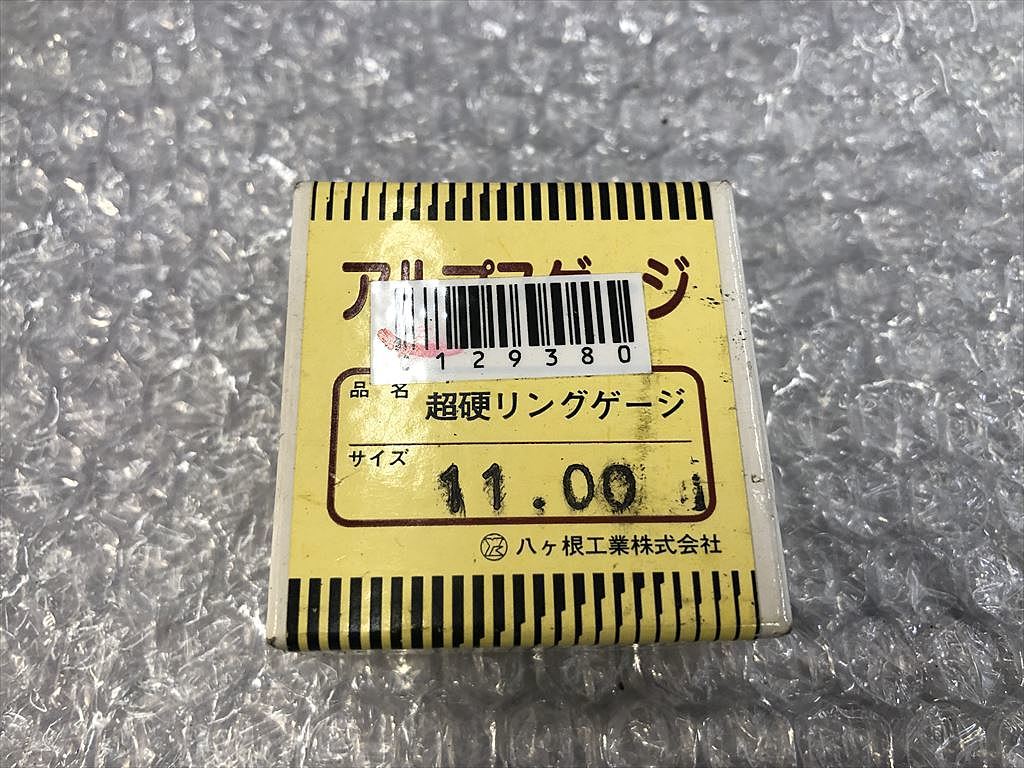 アルプスゲージ
129380
品名 超硬リングゲージ
サイズ 11.00
八ヶ根工業株式会社